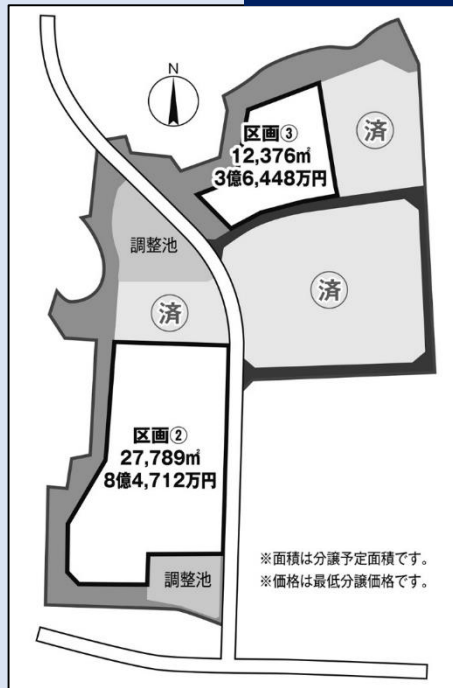 N
区画③
12,376㎡
3億6,448万円
済
調整池
済
済
区画②
27,789㎡
8億4,712万円
調整池
※面積は分譲予定面積です。
※価格は最低分譲価格です。